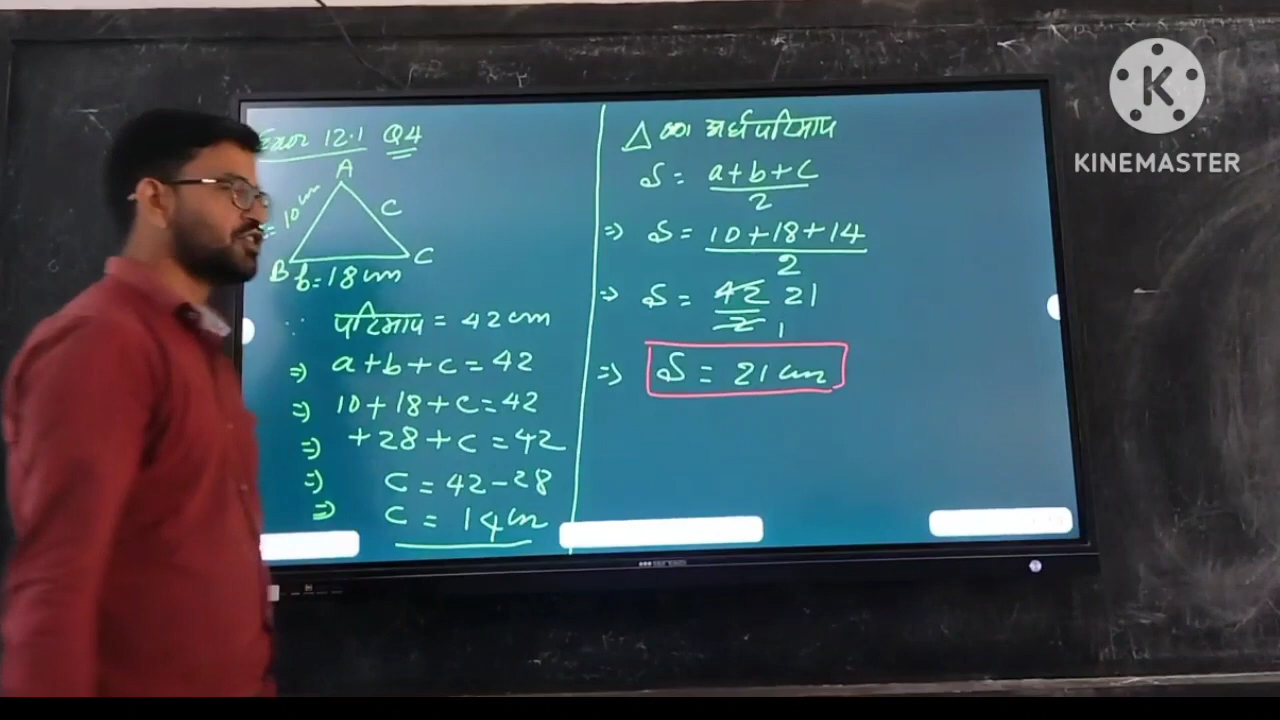 Exer 12.1 Q4
A
= 10 cm
C
B
C
b = 18 cm
∵ परिमाप = 42 cm
⇒ a + b + c = 42
⇒ 10 + 18 + c = 42
⇒ + 28 + c = 42
⇒ c = 42 - 28
⇒ c = 14 cm
Δ का अर्धपरिमाप
S = a + b + c / 2
⇒ S = 10 + 18 + 14 / 2
⇒ S = 42 21 / 2 1
⇒ S = 21 cm
K
KINEMASTER